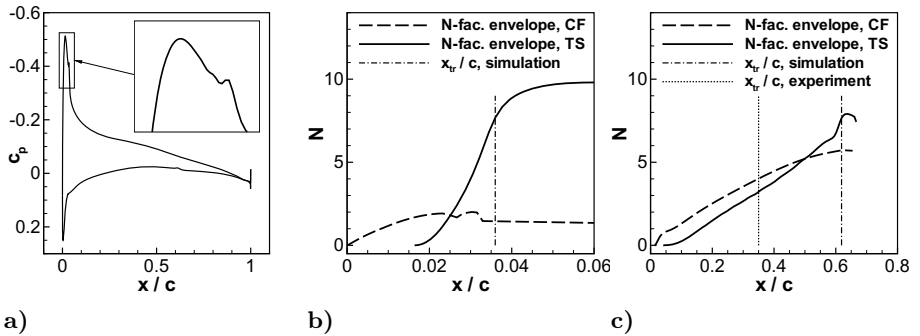 -0.6
-0.4
-0.2
0
0.2
c_p
0
0.5
1
x / c
a)
N-fac. envelope, CF
N-fac. envelope, TS
x_tr / c, simulation
10
5
0
N
0
0.02
0.04
0.06
x / c
b)
N-fac. envelope, CF
N-fac. envelope, TS
x_tr / c, simulation
x_tr / c, experiment
10
5
0
N
0
0.2
0.4
0.6
0.8
x / c
c)